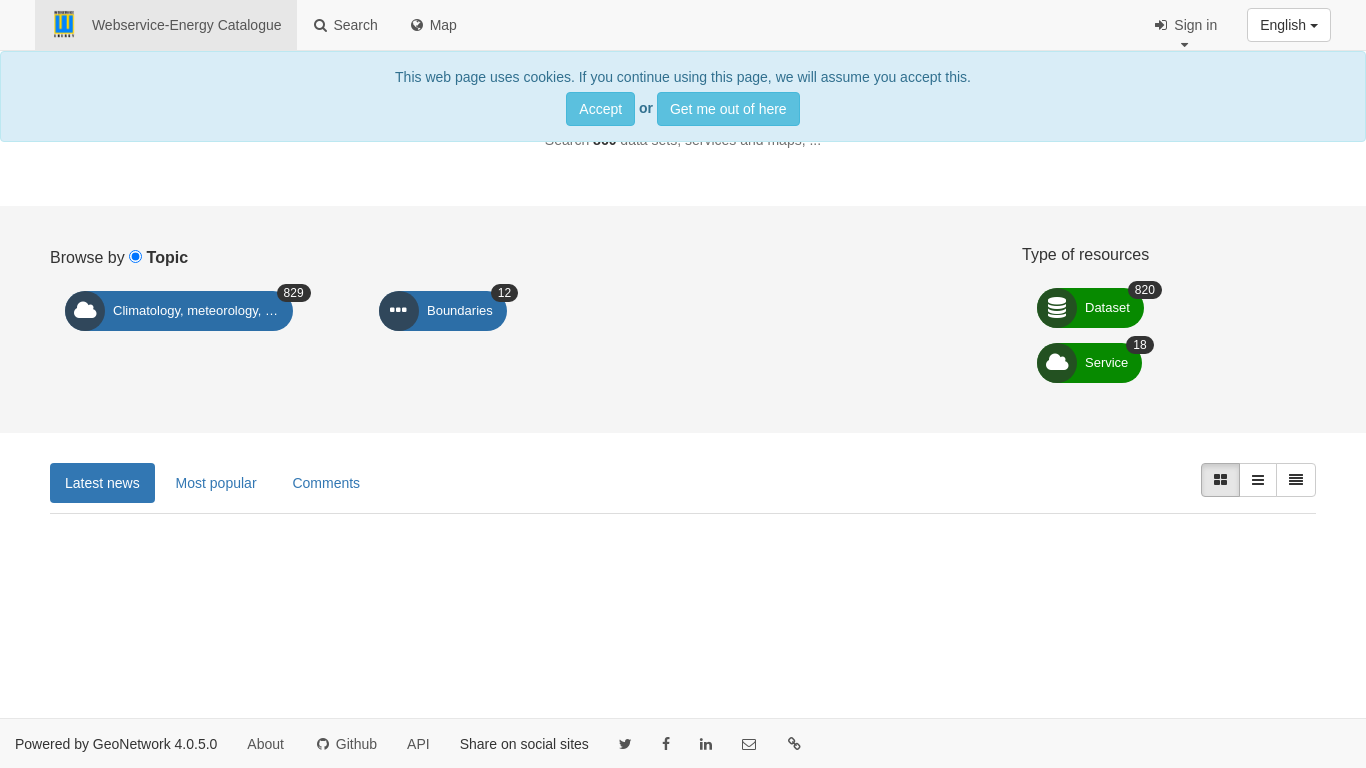 Webservice-Energy Catalogue
Search
Map
Sign in
English
This web page uses cookies. If you continue using this page, we will assume you accept this.
Accept or Get me out of here
data sets, services and maps, ...
Browse by Topic
Type of resources
829
Climatology, meteorology, …
12
Boundaries
820
Dataset
18
Service
Latest news
Most popular
Comments
Powered by GeoNetwork 4.0.5.0
About
Github
API
Share on social sites